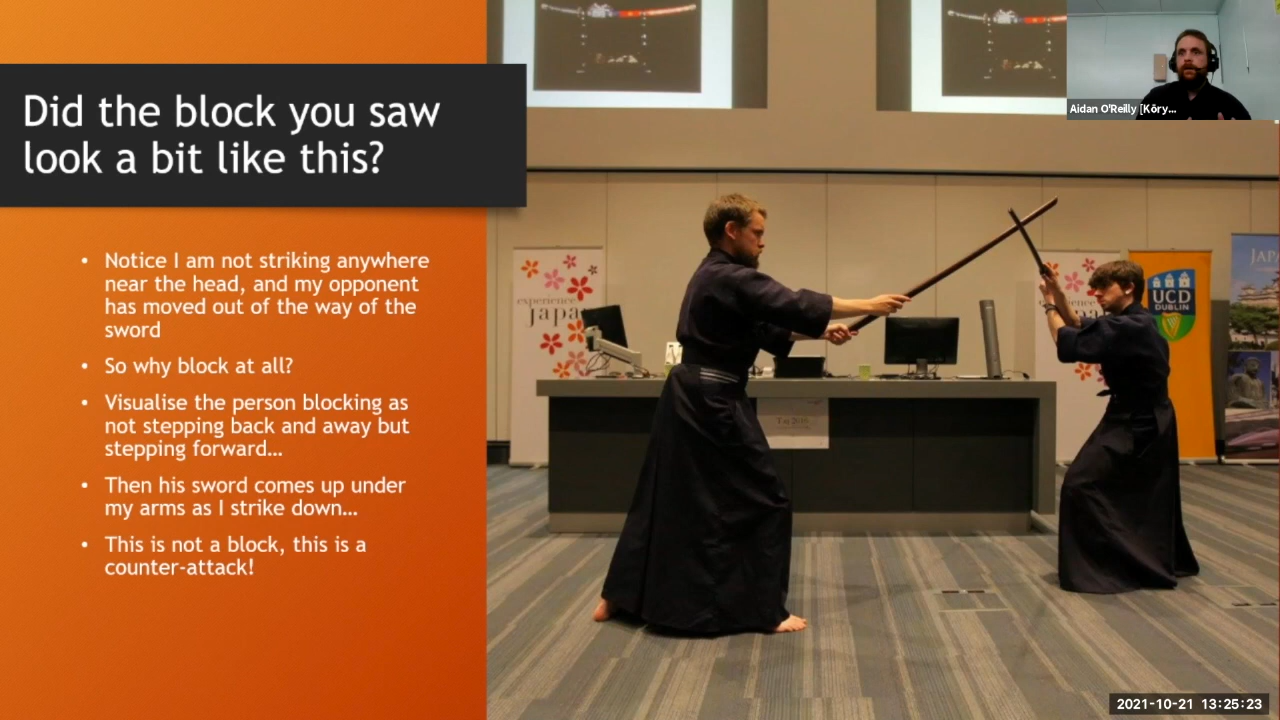 Did the block you saw
look a bit like this?
Notice I am not striking anywhere
near the head, and my opponent
has moved out of the way of the
sword
So why block at all?
Visualise the person blocking as
not stepping back and away but
stepping forward…
Then his sword comes up under
my arms as I strike down…
This is not a block, this is a
counter-attack!
Aidan O'Reilly [Kōry...
experience
japa
UCD
DUBLIN
JAPA
2021-10-21 13:25:23